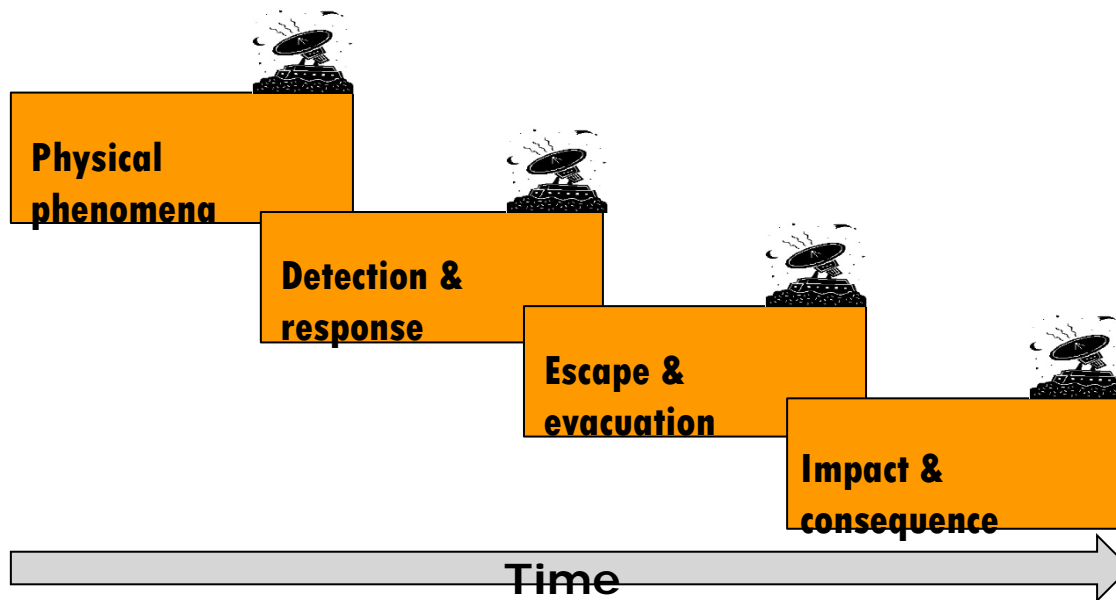 Physical
phenomena
Detection &
response
Escape &
evacuation
Impact &
consequence
Time